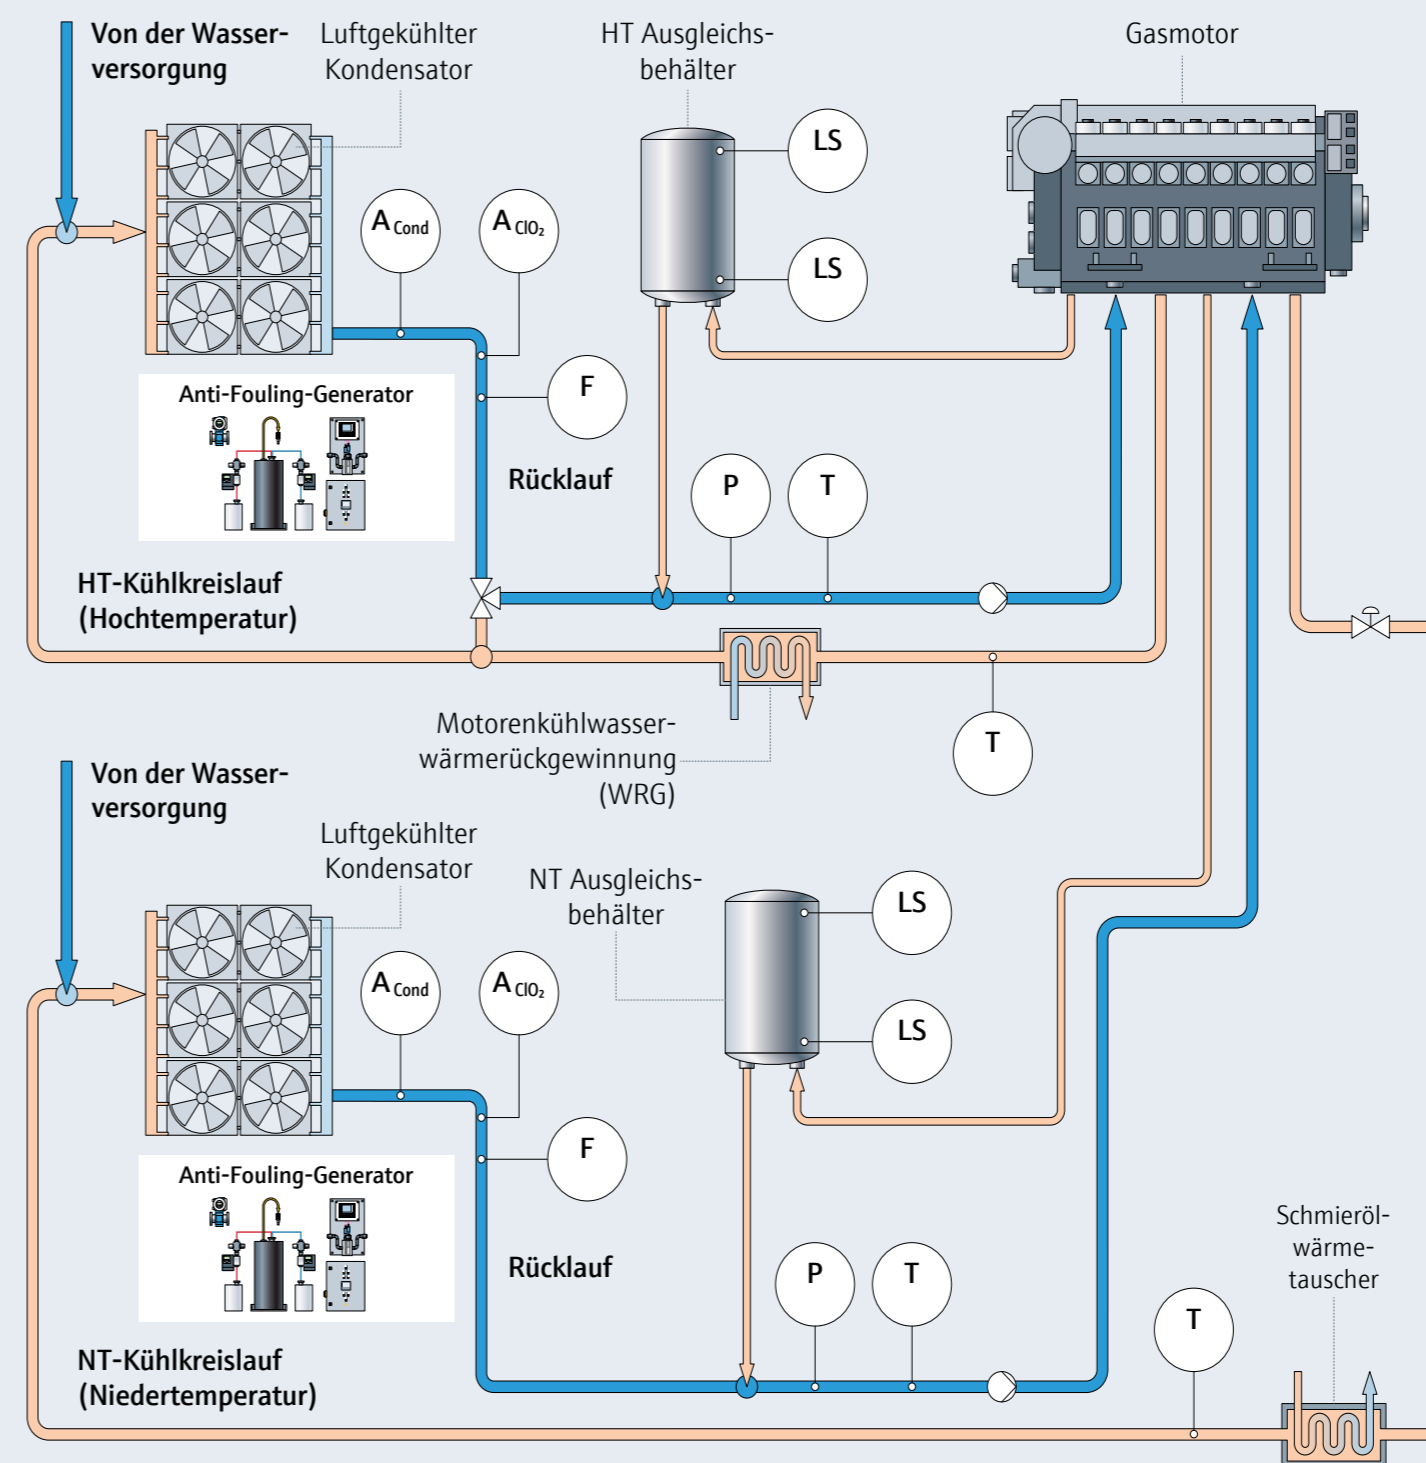 Von der Wasser-
versorgung
Luftgekühlter
Kondensator
HT Ausgleichs-
behälter
Gasmotor
LS
LS
A Cond
A ClO₂
F
Anti-Fouling-Generator
Rücklauf
P
T
HT-Kühlkreislauf
(Hochtemperatur)
Motorenkühlwasser-
wärmerückgewinnung
(WRG)
T
Von der Wasser-
versorgung
Luftgekühlter
Kondensator
NT Ausgleichs-
behälter
LS
LS
A Cond
A ClO₂
F
Anti-Fouling-Generator
Rücklauf
P
T
T
Schmieröl-
wärme-
tauscher
NT-Kühlkreislauf
(Niedertemperatur)